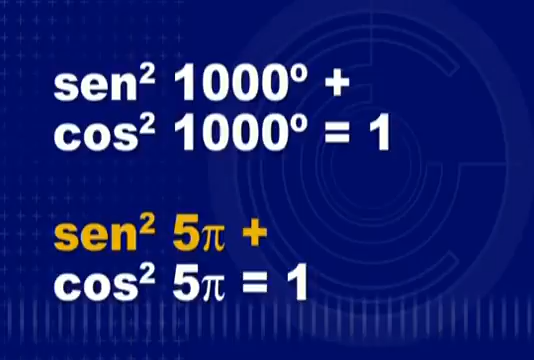 sen² 1000º +
cos² 1000º = 1
sen² 5π +
cos² 5π = 1